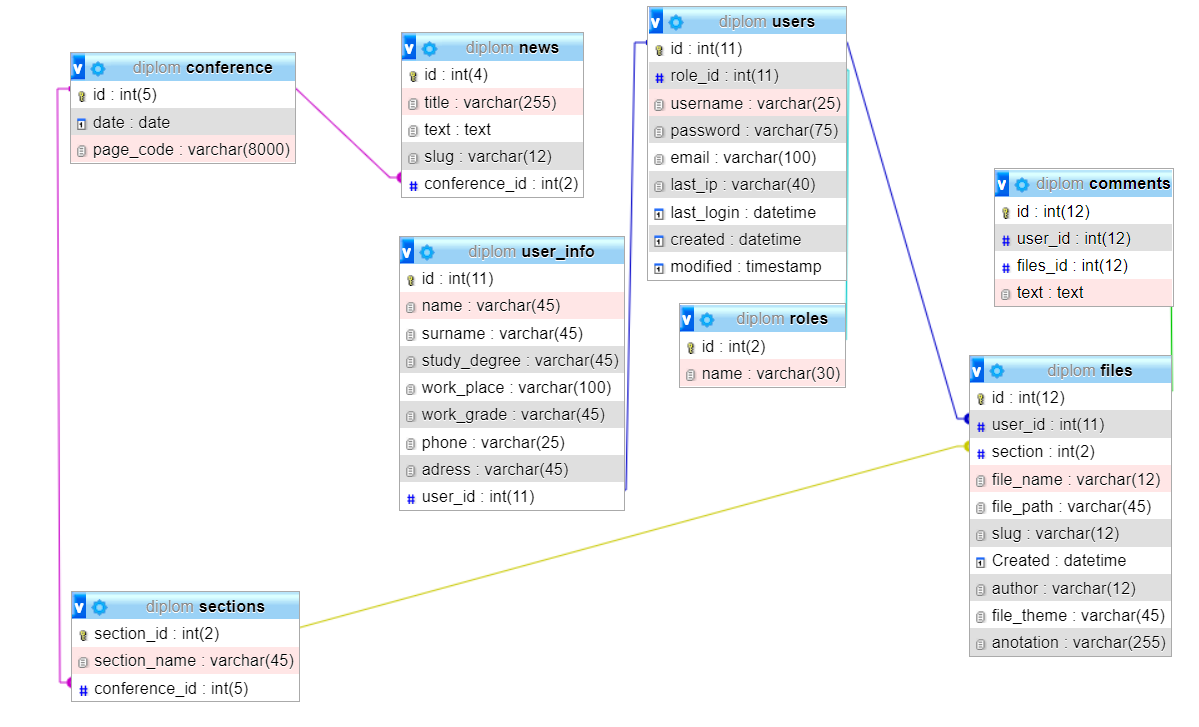 v diplom conference
id : int(5)
date : date
page_code : varchar(8000)
v diplom news
id : int(4)
title : varchar(255)
text : text
slug : varchar(12)
# conference_id : int(2)
v diplom users
id : int(11)
# role_id : int(11)
username : varchar(25)
password : varchar(75)
email : varchar(100)
last_ip : varchar(40)
last_login : datetime
created : datetime
modified : timestamp
v diplom user_info
id : int(11)
name : varchar(45)
surname : varchar(45)
study_degree : varchar(45)
work_place : varchar(100)
work_grade : varchar(45)
phone : varchar(25)
adress : varchar(45)
# user_id : int(11)
v diplom roles
id : int(2)
name : varchar(30)
v diplom comments
id : int(12)
# user_id : int(12)
# files_id : int(12)
text : text
v diplom files
id : int(12)
# user_id : int(11)
# section : int(2)
file_name : varchar(12)
file_path : varchar(45)
slug : varchar(12)
Created : datetime
author : varchar(12)
file_theme : varchar(45)
anotation : varchar(255)
v diplom sections
section_id : int(2)
section_name : varchar(45)
# conference_id : int(5)